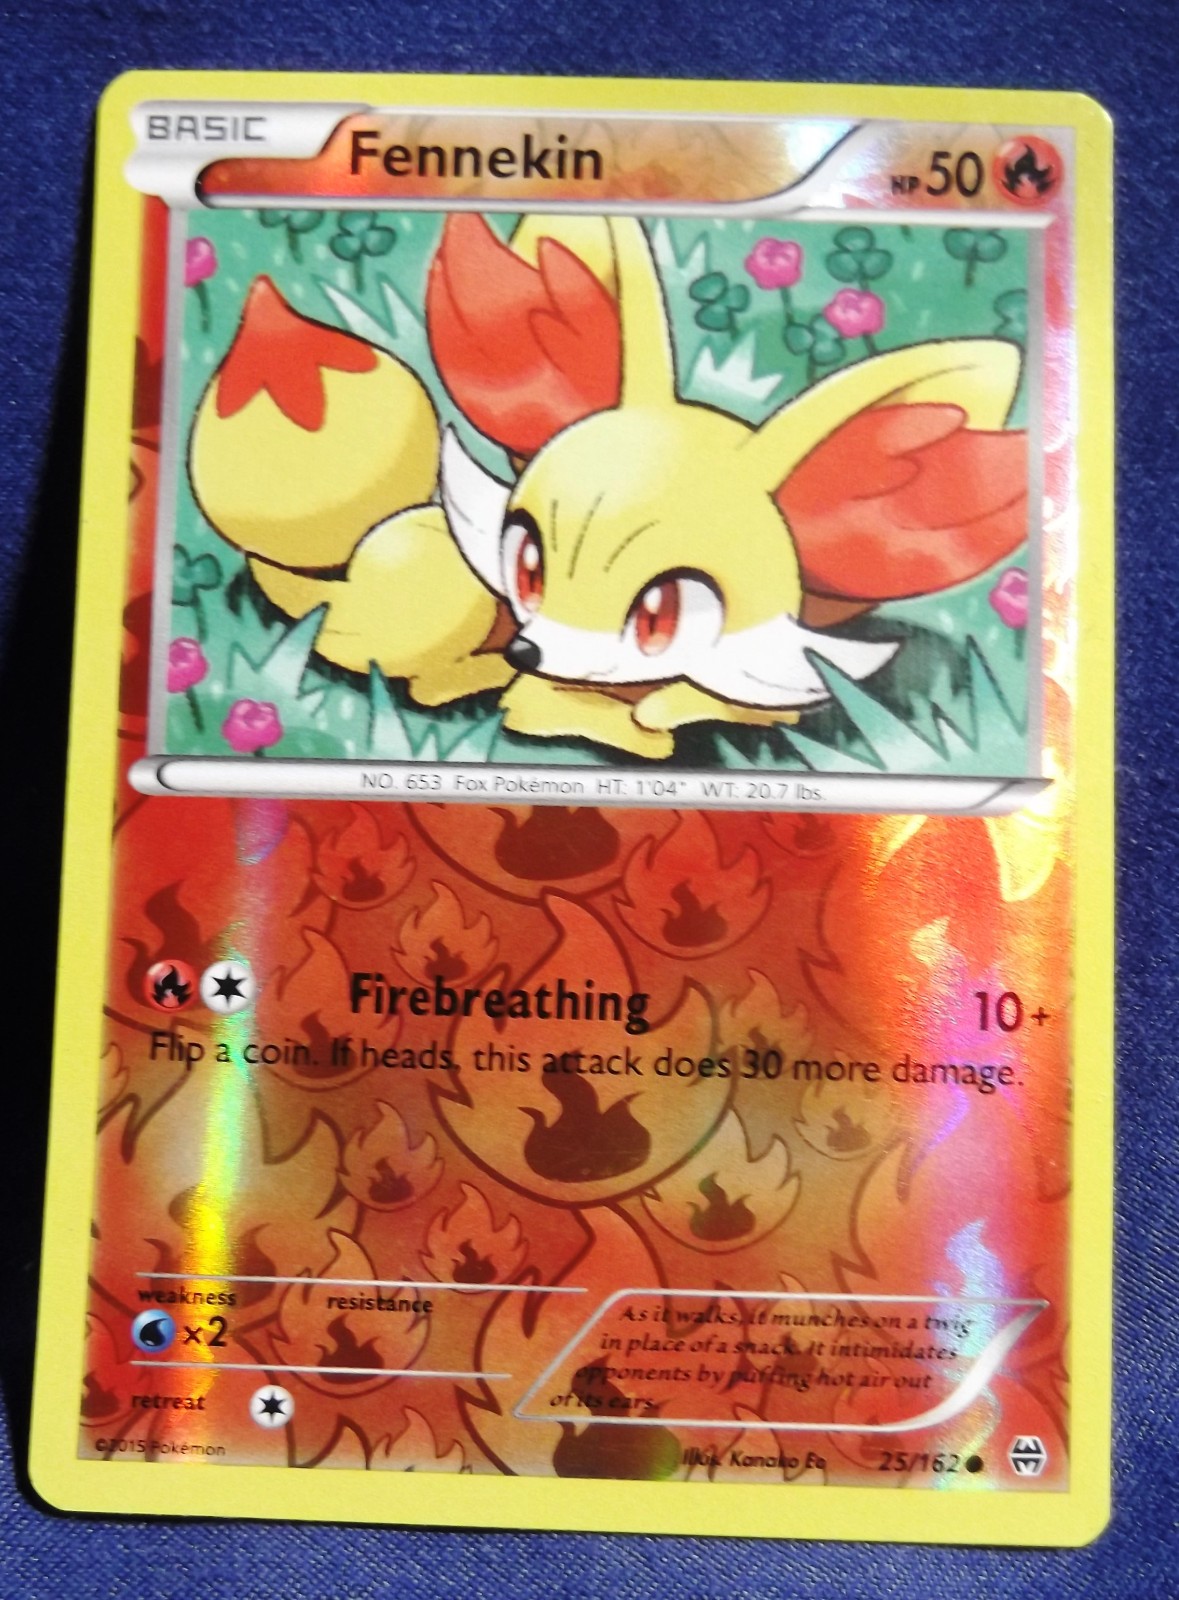 BASIC
Fennekin
HP 50
NO. 653 Fox Pokémon HT: 1'04" WT: 20.7 lbs.
Firebreathing 10+
Flip a coin. If heads, this attack does 30 more damage.
weakness resistance
×2
retreat
As it walks, it munches on a twig
in place of a snack. It intimidates
opponents by puffing hot air out
of its ears.
©2015 Pokémon
Illus. Kanako Eo
25/162